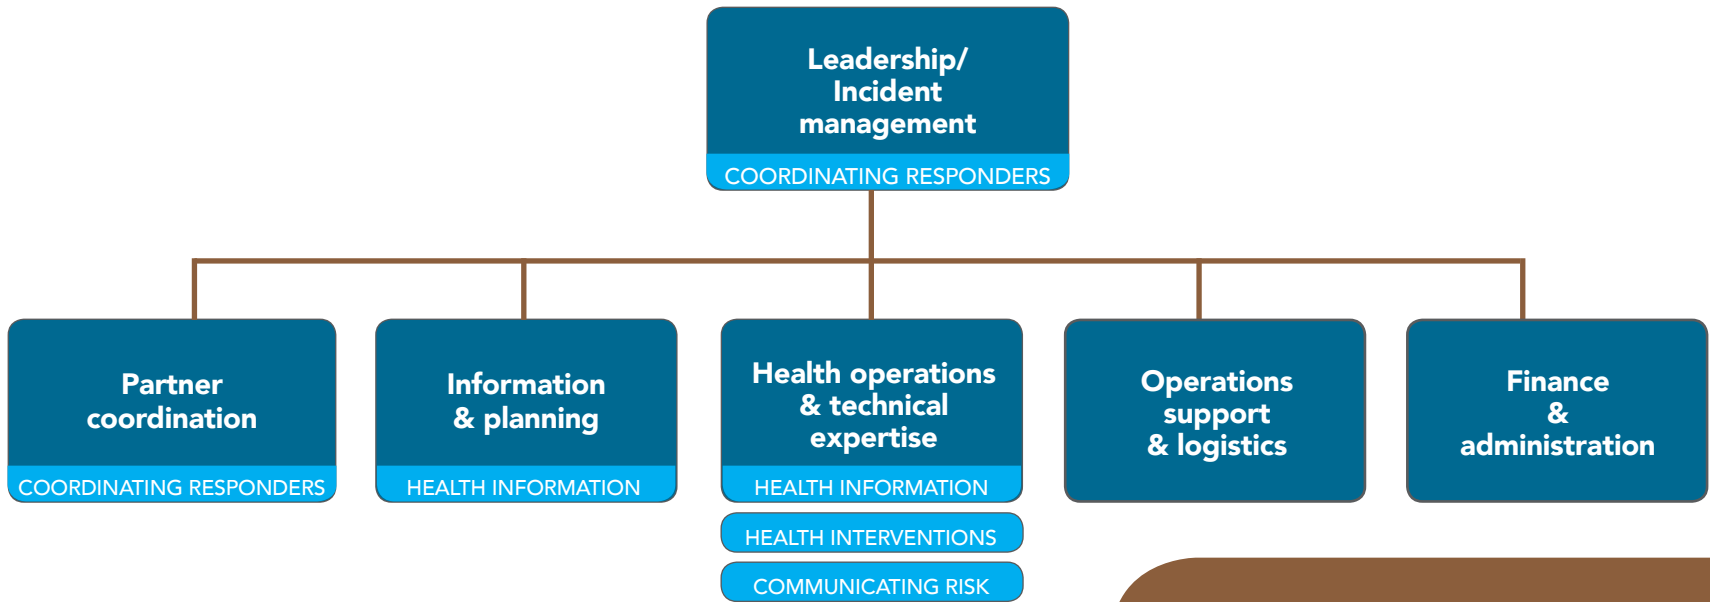 Leadership/
Incident
management
COORDINATING RESPONDERS
Partner
coordination
COORDINATING RESPONDERS
Information
& planning
HEALTH INFORMATION
Health operations
& technical
expertise
HEALTH INFORMATION
HEALTH INTERVENTIONS
COMMUNICATING RISK
Operations
support
& logistics
Finance
&
administration